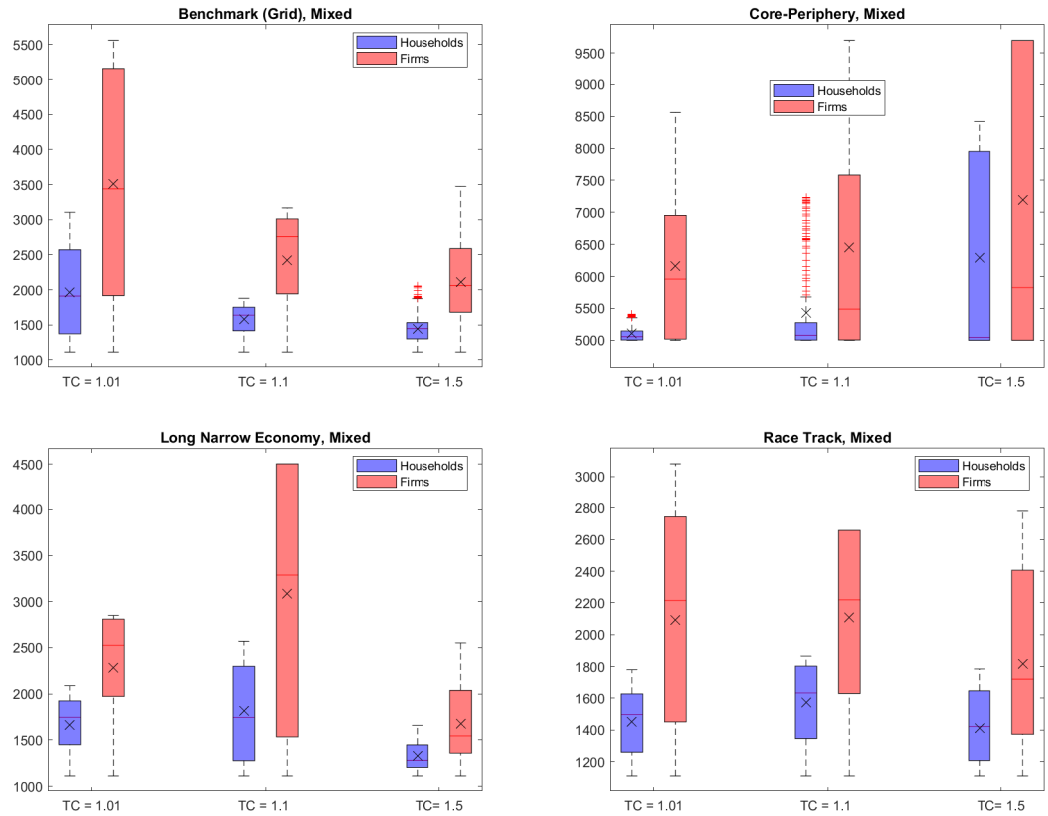 Benchmark (Grid), Mixed
5500
5000
4500
4000
3500
3000
2500
2000
1500
1000
Households
Firms
TC = 1.01
TC = 1.1
TC= 1.5
Core-Periphery, Mixed
9500
9000
8500
8000
7500
7000
6500
6000
5500
5000
Households
Firms
TC = 1.01
TC = 1.1
TC= 1.5
Long Narrow Economy, Mixed
4500
4000
3500
3000
2500
2000
1500
1000
Households
Firms
TC = 1.01
TC = 1.1
TC= 1.5
Race Track, Mixed
3000
2800
2600
2400
2200
2000
1800
1600
1400
1200
Households
Firms
TC = 1.01
TC = 1.1
TC= 1.5